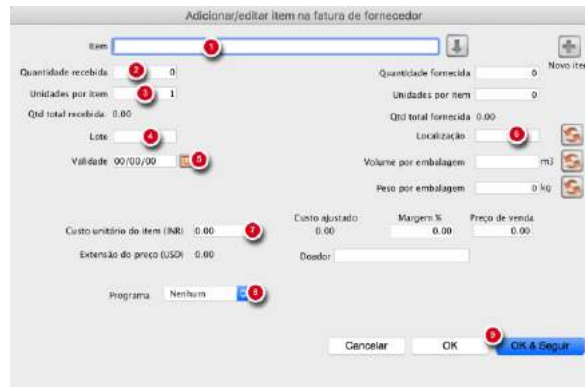 Adicionar/editar item na fatura de fornecedor
Item 1
Novo ite
Quantidade recebida 2 0 Quantidade fornecida 0
Unidades por item 3 1 Unidades por item 0
Qtd total recebida 0.00 Qtd total fornecida 0.00
Lote 4 Localização 6
Validade 00/00/00 5 Volume por embalagem m3
Peso por embalagem 0 kg
Custo ajustado Margem % Preço de venda
Custo unitário do item (INR) 0.00 7 0.00 0.00 0.00
Extensão do preço (USD) 0.00 Doador
Programa Nenhum 8
Cancelar OK 9 OK & Seguir